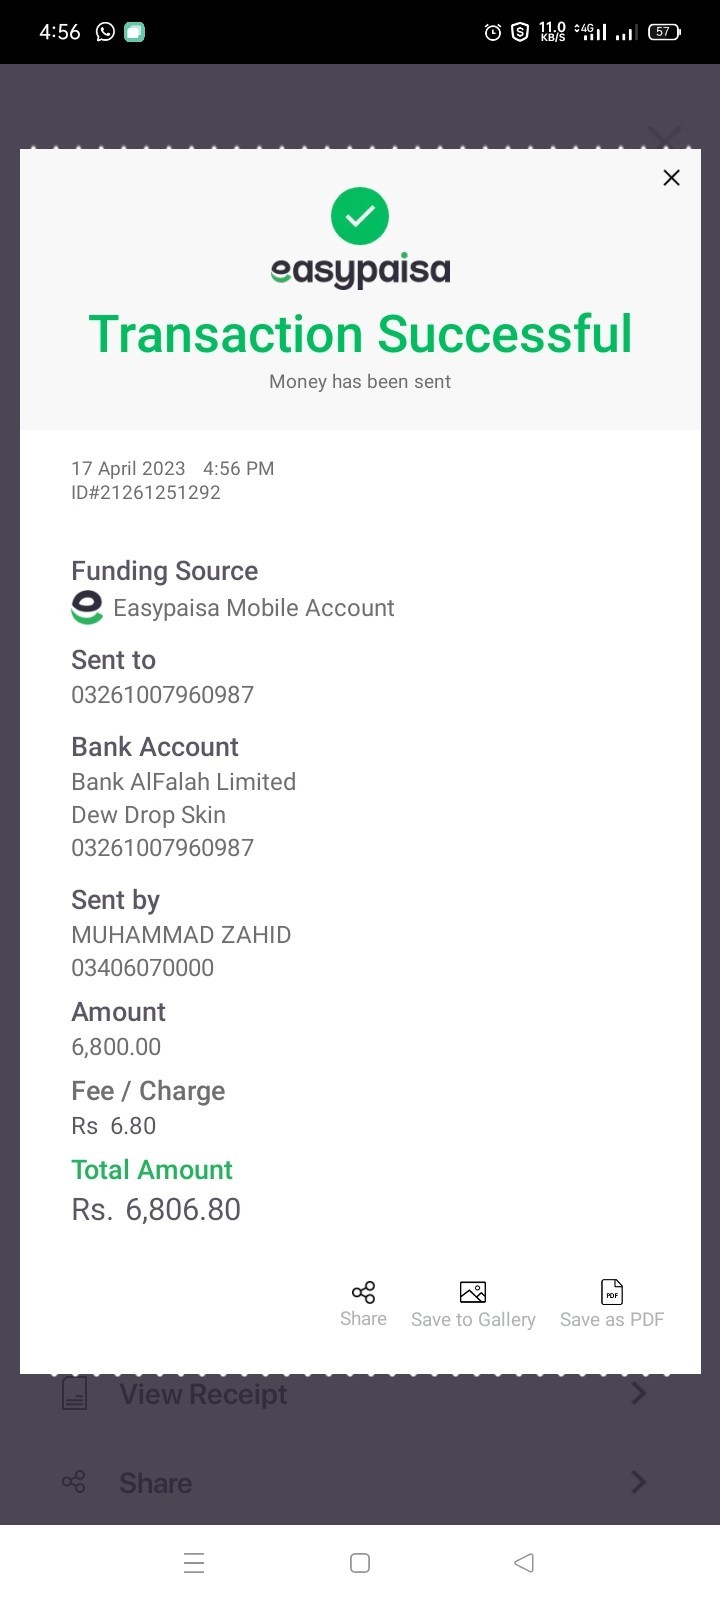 4:56
11.0
KB/S
4G
57
easypaisa
Transaction Successful
Money has been sent
17 April 2023 4:56 PM
ID#21261251292
Funding Source
Easypaisa Mobile Account
Sent to
03261007960987
Bank Account
Bank AlFalah Limited
Dew Drop Skin
03261007960987
Sent by
MUHAMMAD ZAHID
03406070000
Amount
6,800.00
Fee / Charge
Rs 6.80
Total Amount
Rs. 6,806.80
PDF
Share Save to Gallery Save as PDF
View Receipt
Share